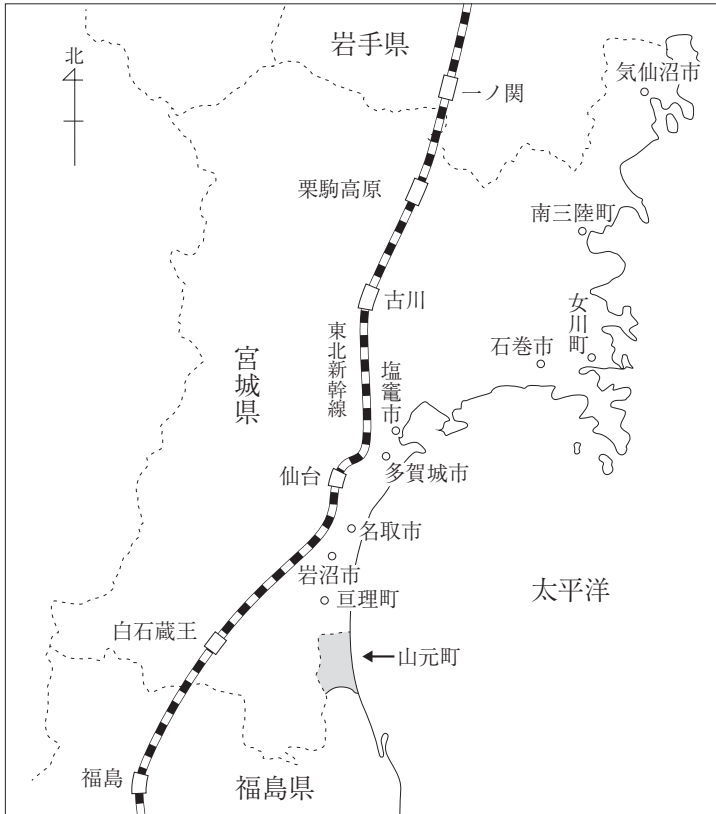 岩手県
北
気仙沼市
一ノ関
栗駒高原
南三陸町
古川
女川町
東北新幹線
石巻市
宮城県
塩竈市
仙台
多賀城市
名取市
岩沼市
太平洋
亘理町
白石蔵王
山元町
福島
福島県